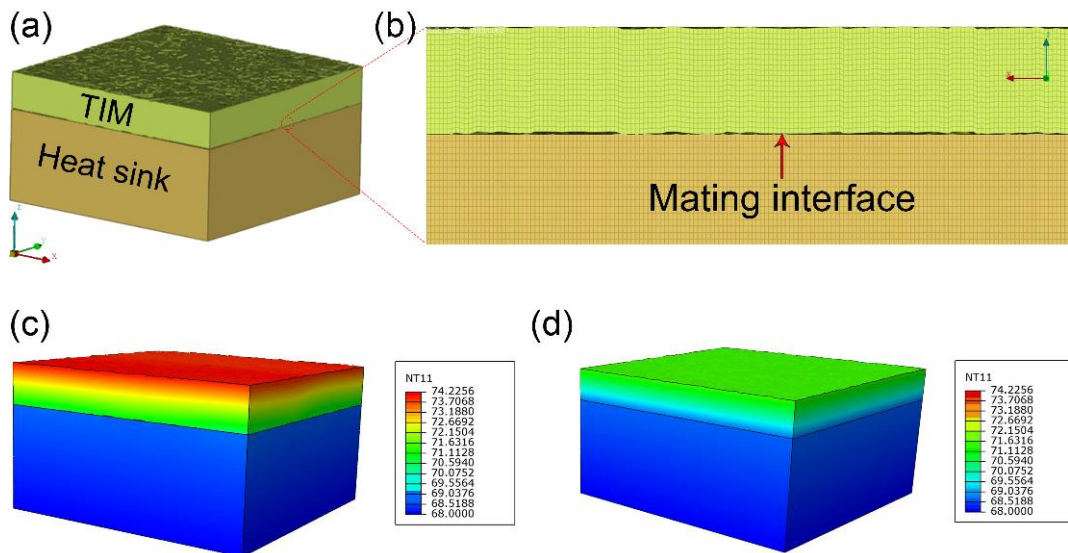 (a)
(b)
TIM
Heat sink
z
y
x
z
x
Mating interface
(c)
(d)
NT11
74.2256
73.7068
73.1880
72.6692
72.1504
71.6316
71.1128
70.5940
70.0752
69.5564
69.0376
68.5188
68.0000
NT11
74.2256
73.7068
73.1880
72.6692
72.1504
71.6316
71.1128
70.5940
70.0752
69.5564
69.0376
68.5188
68.0000